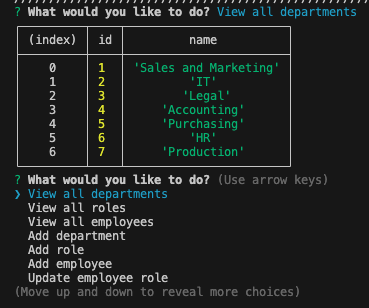 ? What would you like to do? View all departments
(index) id name
0 1 'Sales and Marketing'
1 2 'IT'
2 3 'Legal'
3 4 'Accounting'
4 5 'Purchasing'
5 6 'HR'
6 7 'Production'
? What would you like to do? (Use arrow keys)
❯ View all departments
View all roles
View all employees
Add department
Add role
Add employee
Update employee role
(Move up and down to reveal more choices)